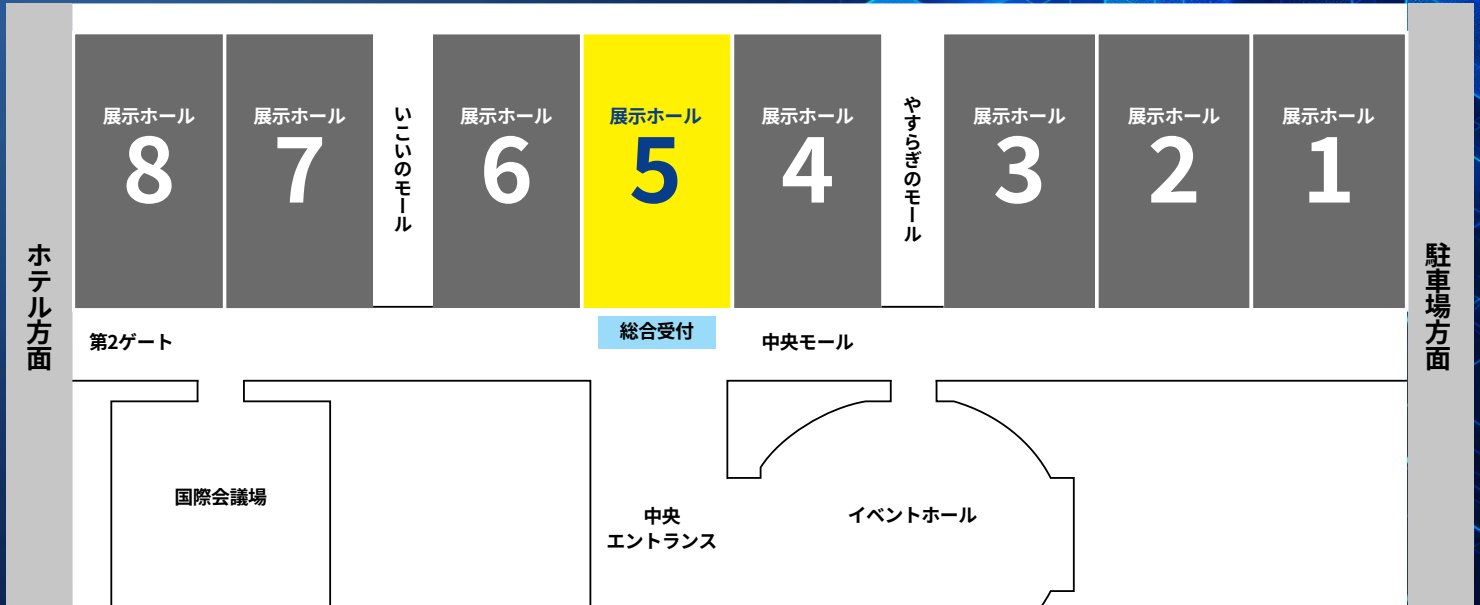 展示ホール
8
展示ホール
7
いこいのモール
展示ホール
6
展示ホール
5
展示ホール
4
やすらぎのモール
展示ホール
3
展示ホール
2
展示ホール
1
ホテル方面
駐車場方面
総合受付
第2ゲート
中央モール
国際会議場
中央
エントランス
イベントホール